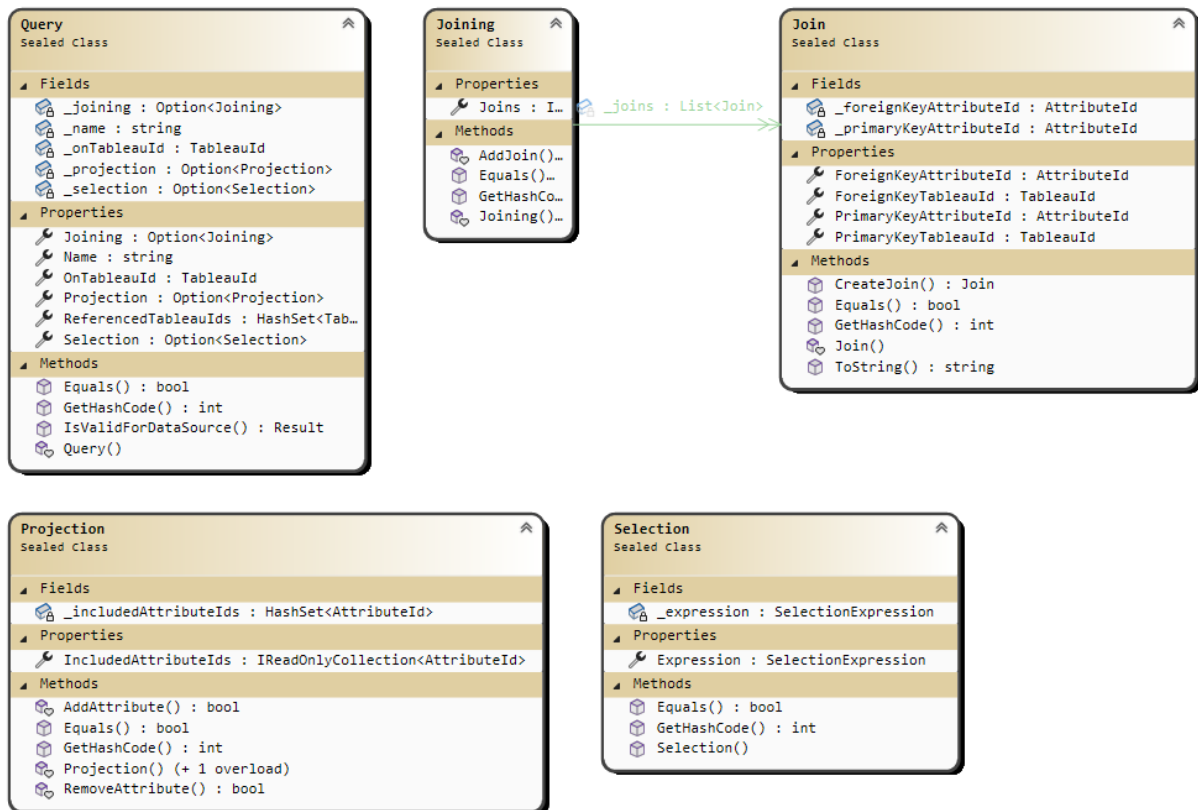 Query
Sealed Class
Fields
_joining : Option<Joining>
_name : string
_onTableauId : TableauId
_projection : Option<Projection>
_selection : Option<Selection>
Properties
Joining : Option<Joining>
Name : string
OnTableauId : TableauId
Projection : Option<Projection>
ReferencedTableauIds : HashSet<Tab…
Selection : Option<Selection>
Methods
Equals() : bool
GetHashCode() : int
IsValidForDataSource() : Result
Query()
Joining
Sealed Class
Properties
Joins : I…
Methods
AddJoin()…
Equals()…
GetHashCo…
Joining()…
_joins : List<Join>
Join
Sealed Class
Fields
_foreignKeyAttributeId : AttributeId
_primaryKeyAttributeId : AttributeId
Properties
ForeignKeyAttributeId : AttributeId
ForeignKeyTableauId : TableauId
PrimaryKeyAttributeId : AttributeId
PrimaryKeyTableauId : TableauId
Methods
CreateJoin() : Join
Equals() : bool
GetHashCode() : int
Join()
ToString() : string
Projection
Sealed Class
Fields
_includedAttributeIds : HashSet<AttributeId>
Properties
IncludedAttributeIds : IReadOnlyCollection<AttributeId>
Methods
AddAttribute() : bool
Equals() : bool
GetHashCode() : int
Projection() (+ 1 overload)
RemoveAttribute() : bool
Selection
Sealed Class
Fields
_expression : SelectionExpression
Properties
Expression : SelectionExpression
Methods
Equals() : bool
GetHashCode() : int
Selection()